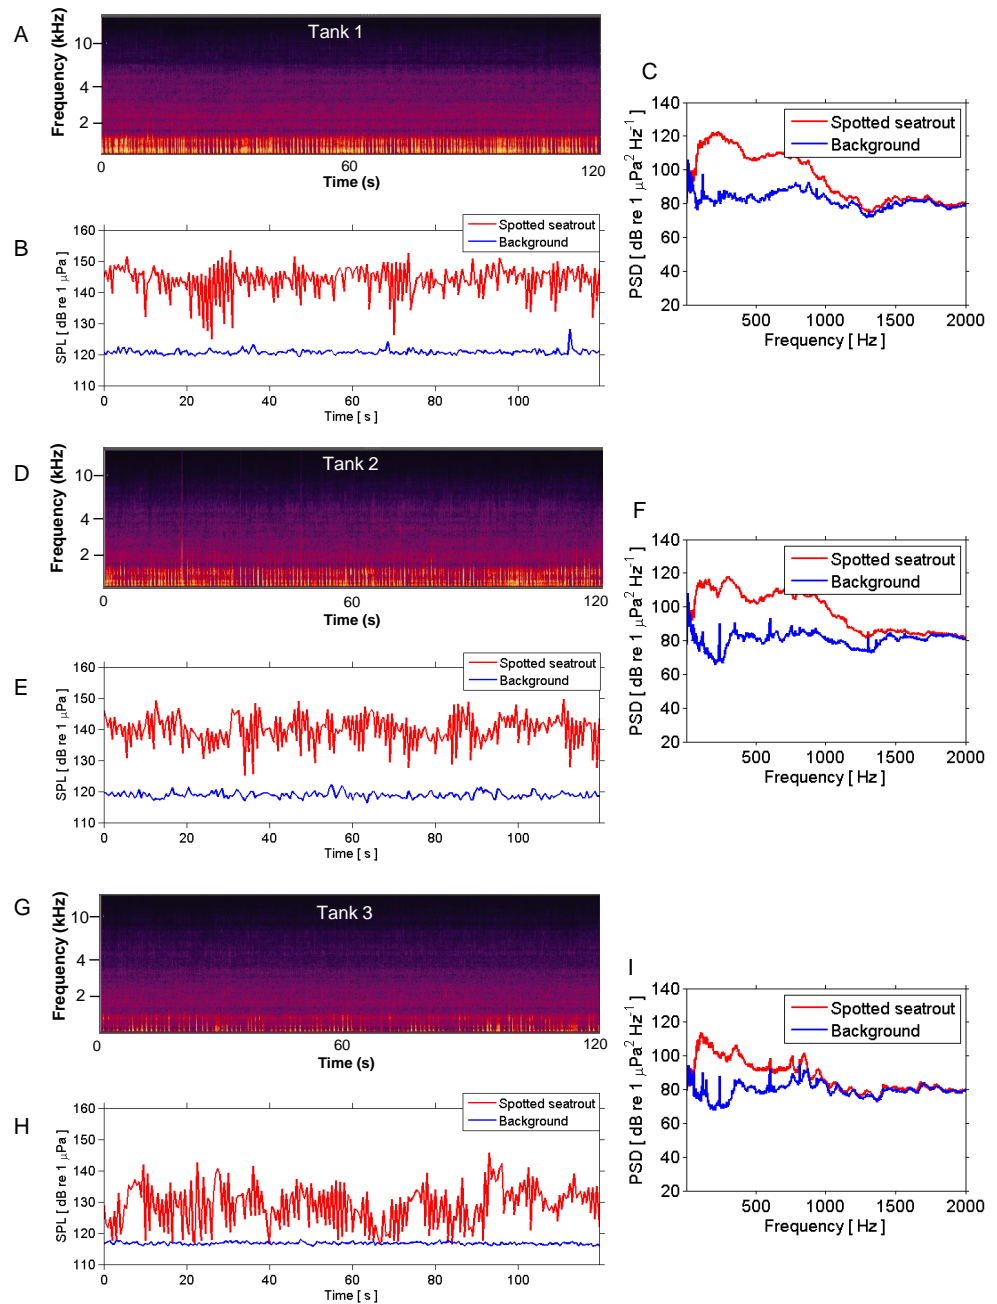 A
Frequency (kHz)
10
4
2
Tank 1
0
60
120
Time (s)
B
SPL [ dB re 1 µPa]
160
150
140
130
120
110
Spotted seatrout
Background
0
20
40
60
80
100
Time [ s ]
C
PSD [ dB re 1 µPa² Hz⁻¹
140
120
100
80
60
40
20
Spotted seatrout
Background
500
1000
1500
2000
Frequency [ Hz ]
D
Frequency (kHz)
10
4
2
Tank 2
0
60
120
Time (s)
E
SPL [ dB re 1 µPa]
160
150
140
130
120
110
Spotted seatrout
Background
0
20
40
60
80
100
Time [ s ]
F
PSD [ dB re 1 µPa² Hz⁻¹
140
120
100
80
60
40
20
Spotted seatrout
Background
500
1000
1500
2000
Frequency [ Hz ]
G
Frequency (kHz)
10
4
2
Tank 3
0
60
120
Time (s)
H
SPL [ dB re 1 µPa]
160
150
140
130
120
110
Spotted seatrout
Background
0
20
40
60
80
100
Time [ s ]
I
PSD [ dB re 1 µPa² Hz⁻¹
140
120
100
80
60
40
20
Spotted seatrout
Background
500
1000
1500
2000
Frequency [ Hz ]